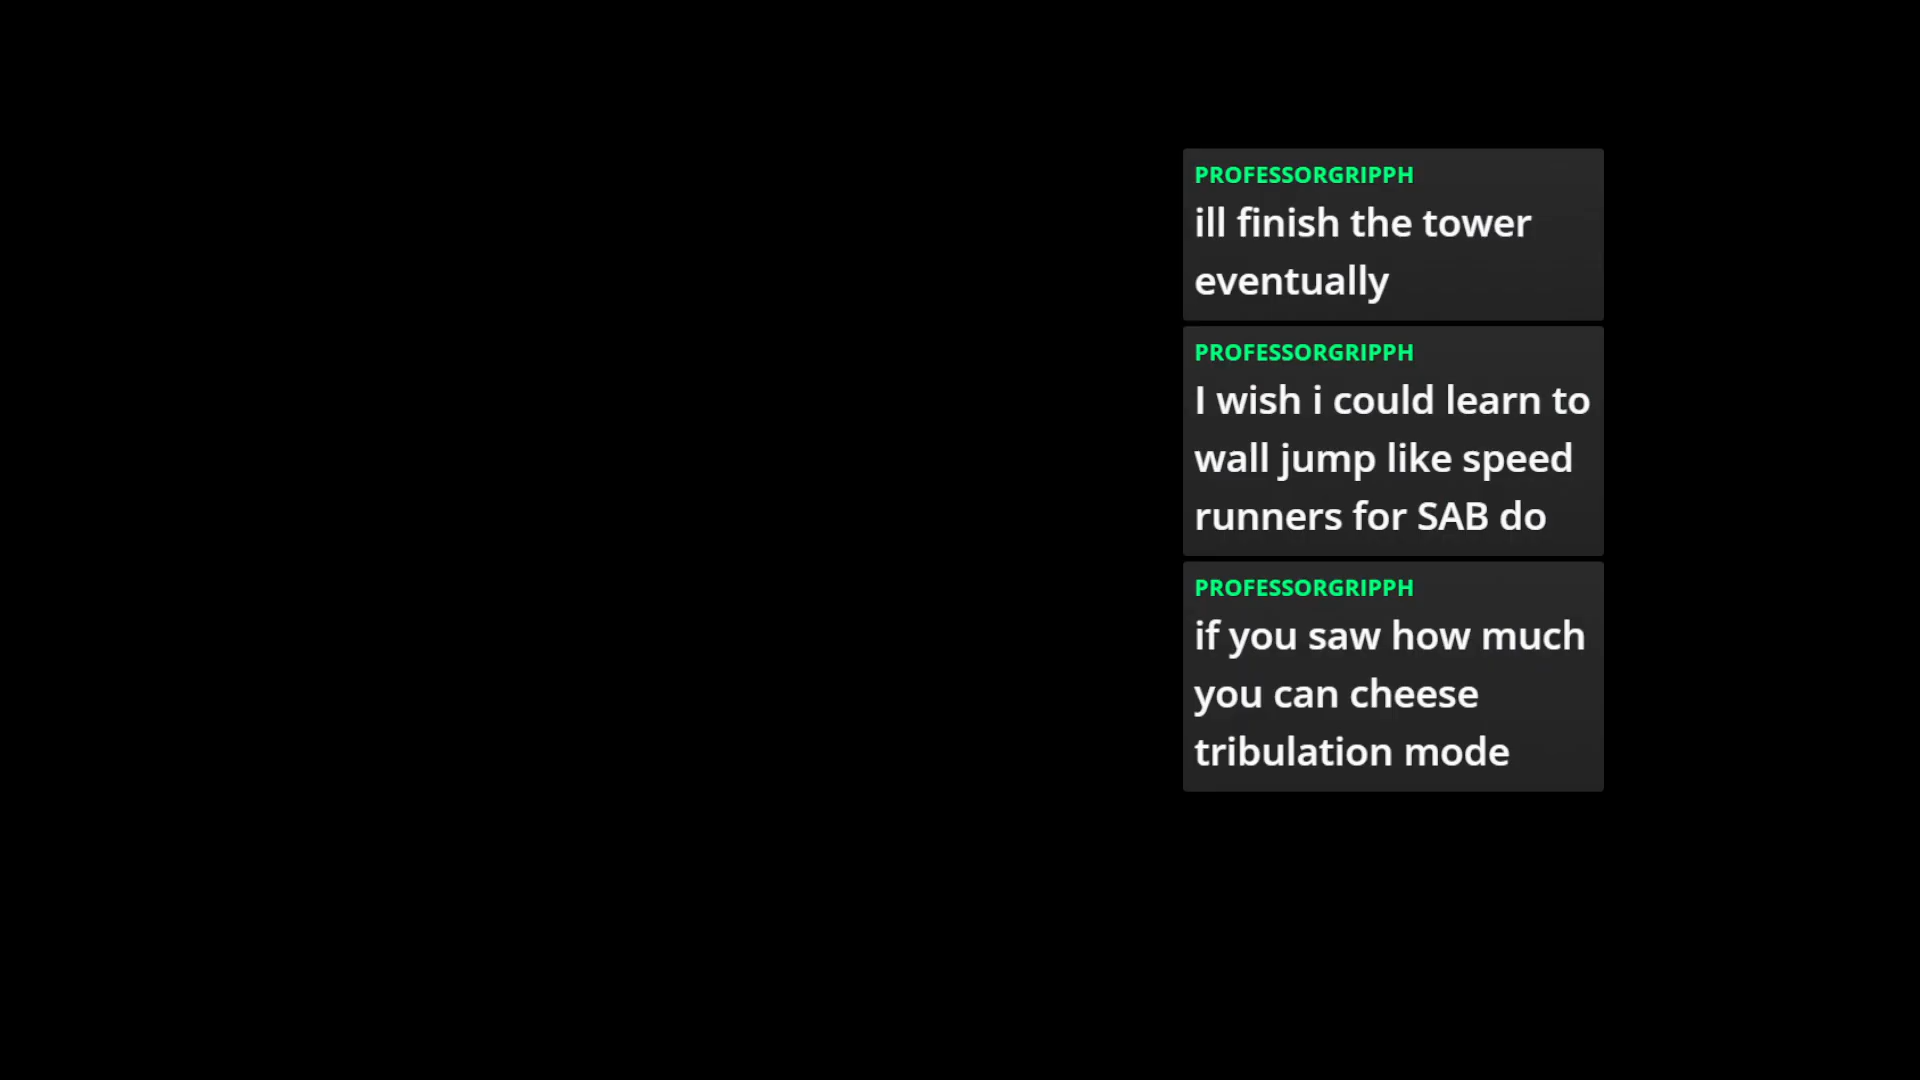 PROFESSORGRIPPH
ill finish the tower
eventually
PROFESSORGRIPPH
I wish i could learn to
wall jump like speed
runners for SAB do
PROFESSORGRIPPH
if you saw how much
you can cheese
tribulation mode